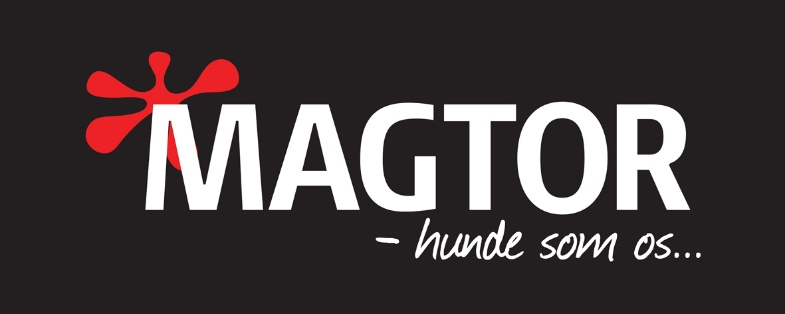 MAGTOR
– hunde som os...